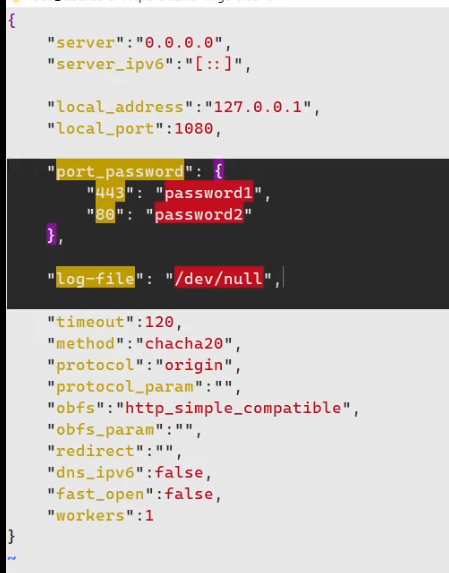 {
"server":"0.0.0.0",
"server_ipv6":"[::]",
"local_address":"127.0.0.1",
"local_port":1080,
"port_password": {
"443": "password1",
"80": "password2"
},
"log-file": "/dev/null",
"timeout":120,
"method":"chacha20",
"protocol":"origin",
"protocol_param":"",
"obfs":"http_simple_compatible",
"obfs_param":"",
"redirect":"",
"dns_ipv6":false,
"fast_open":false,
"workers":1
}
~